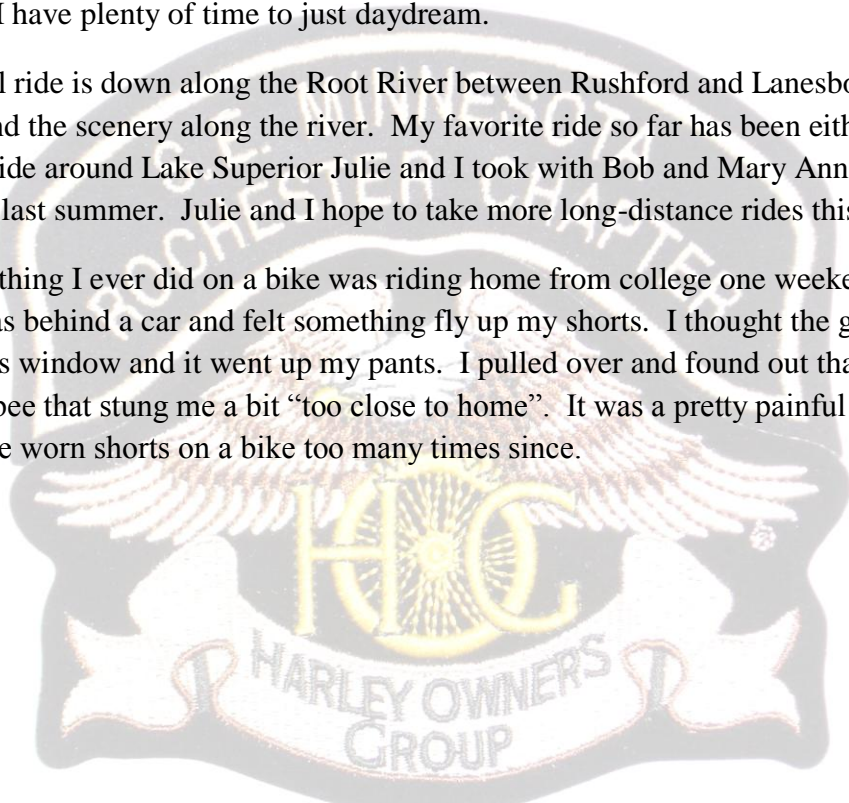 I have plenty of time to just daydream.
l ride is down along the Root River between Rushford and Lanesbo
nd the scenery along the river.  My favorite ride so far has been eith
ide around Lake Superior Julie and I took with Bob and Mary Ann
last summer.  Julie and I hope to take more long-distance rides this
thing I ever did on a bike was riding home from college one weeke
as behind a car and felt something fly up my shorts.  I thought the g
s window and it went up my pants.  I pulled over and found out tha
bee that stung me a bit “too close to home”.  It was a pretty painful
e worn shorts on a bike too many times since.
S.E. MINNESOTA
ROCHESTER CHAPTER
HOG
HARLEY OWNERS
GROUP